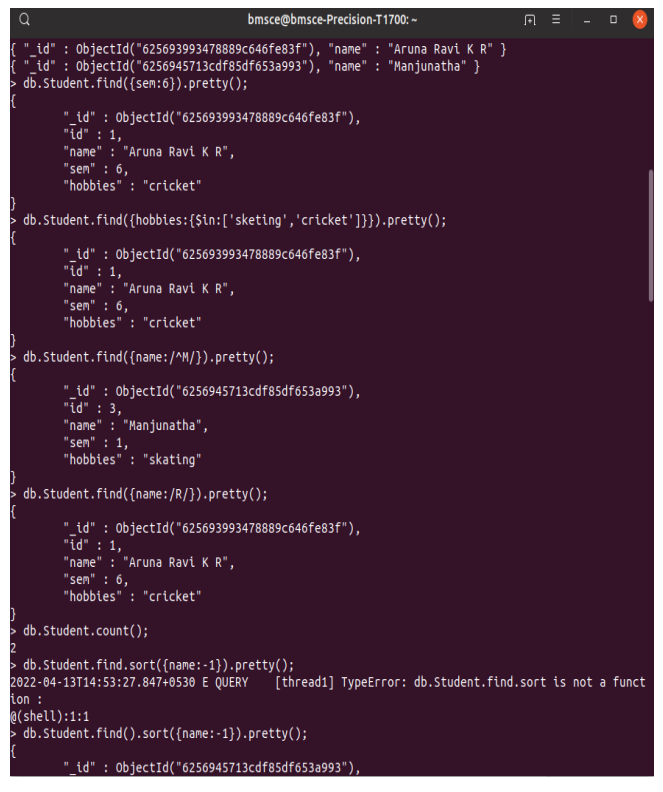 bmsce@bmsce-Precision-T1700: ~
{ "_id" : ObjectId("625693993478889c646fe83f"), "name" : "Aruna Ravi K R" }
{ "_id" : ObjectId("6256945713cdf85df653a993"), "name" : "Manjunatha" }
> db.Student.find({sem:6}).pretty();
{
        "_id" : ObjectId("625693993478889c646fe83f"),
        "id" : 1,
        "name" : "Aruna Ravi K R",
        "sem" : 6,
        "hobbies" : "cricket"
}
> db.Student.find({hobbies:{$in:['sketing','cricket']}}).pretty();
{
        "_id" : ObjectId("625693993478889c646fe83f"),
        "id" : 1,
        "name" : "Aruna Ravi K R",
        "sem" : 6,
        "hobbies" : "cricket"
}
> db.Student.find({name:/^M/}).pretty();
{
        "_id" : ObjectId("6256945713cdf85df653a993"),
        "id" : 3,
        "name" : "Manjunatha",
        "sem" : 1,
        "hobbies" : "skating"
}
> db.Student.find({name:/R/}).pretty();
{
        "_id" : ObjectId("625693993478889c646fe83f"),
        "id" : 1,
        "name" : "Aruna Ravi K R",
        "sem" : 6,
        "hobbies" : "cricket"
}
> db.Student.count();
2
> db.Student.find.sort({name:-1}).pretty();
2022-04-13T14:53:27.847+0530 E QUERY    [thread1] TypeError: db.Student.find.sort is not a funct
ion :
@(shell):1:1
> db.Student.find().sort({name:-1}).pretty();
{
        "_id" : ObjectId("6256945713cdf85df653a993"),